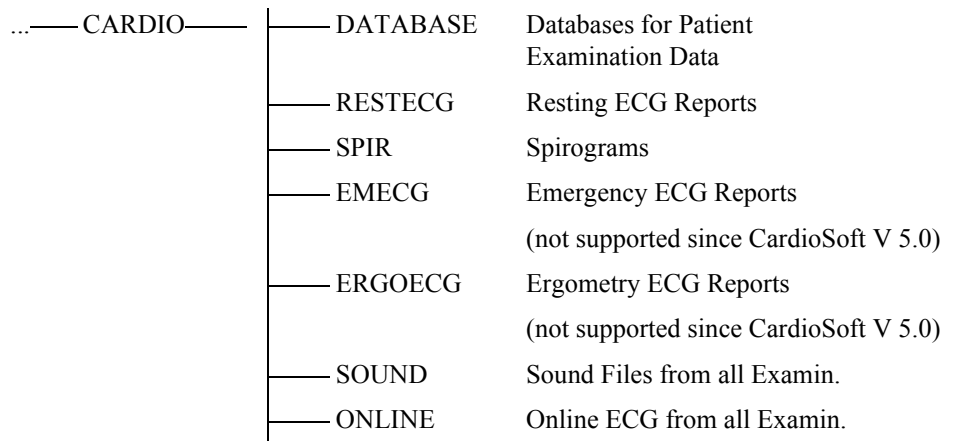 ... CARDIO DATABASE Databases for Patient
Examination Data
RESTECG Resting ECG Reports
SPIR Spirograms
EMECG Emergency ECG Reports
(not supported since CardioSoft V 5.0)
ERGOECG Ergometry ECG Reports
(not supported since CardioSoft V 5.0)
SOUND Sound Files from all Examin.
ONLINE Online ECG from all Examin.